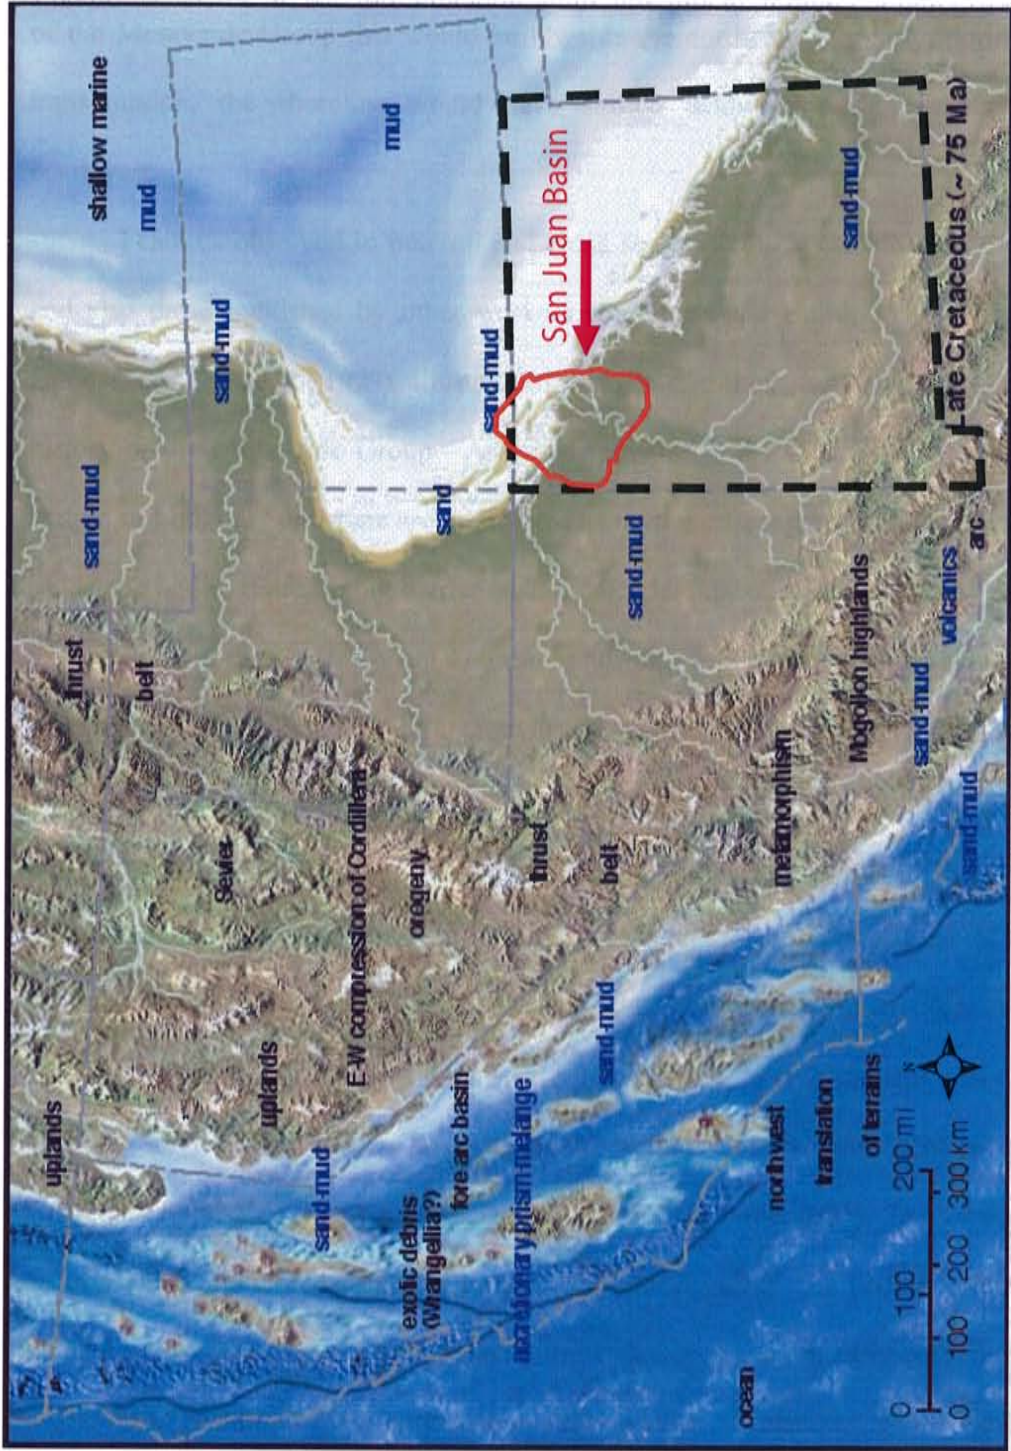 uplands
thrust
belt
sand-mud
shallow marine
mud
uplands
Sevier
sand-mud
sand-mud
E-W compression of Cordillera
oregeny
mud
exotic debris
(Wrangellia??)
fore arc basin
accretionary prism-melange
sand
sand-mud
thrust
belt
San Juan Basin
sand-mud
sand-mud
ocean
northwest
translation
of terrains
metamorphism
Mogollon highlands
sand-mud
sand-mud
volcanics
arc
sand-mud
Late Cretaceous (~ 75 Ma)
0 100 200 mi
0 100 200 300 km
N